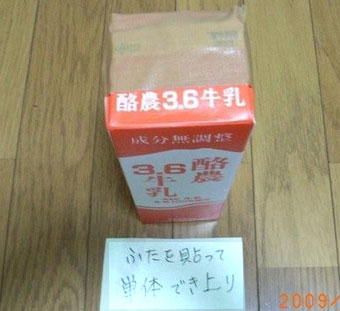 酪農3.6牛乳
成分無調整
酪農
3.6
牛乳
ふたを貼って
単体でき上り
2009/